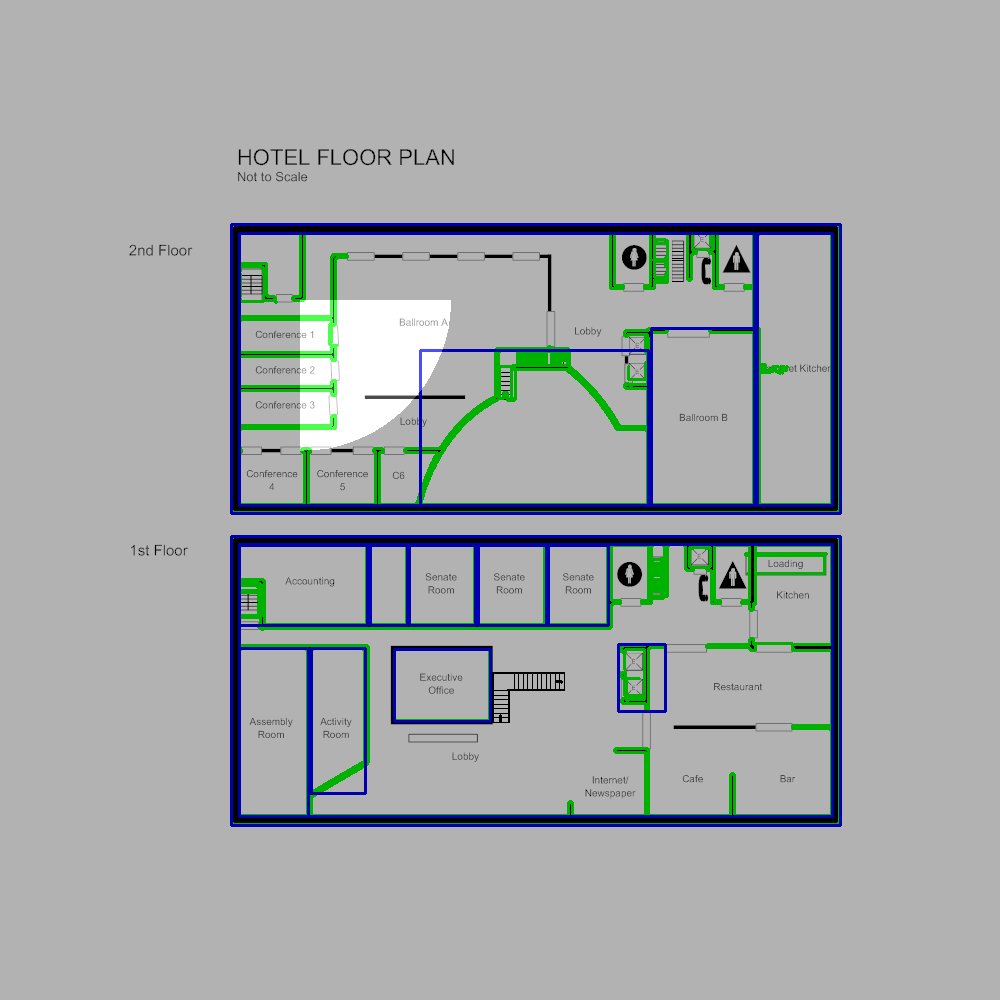 HOTEL FLOOR PLAN
Not to Scale
2nd Floor
Ballroom A
Lobby
Conference 1
Conference 2
Conference 3
Lobby
Kitchen
Ballroom B
Conference
4
Conference
5
C6
1st Floor
Accounting
Senate
Room
Senate
Room
Senate
Room
Loading
Kitchen
Executive
Office
Restaurant
Assembly
Room
Activity
Room
Lobby
Internet/
Newspaper
Cafe
Bar